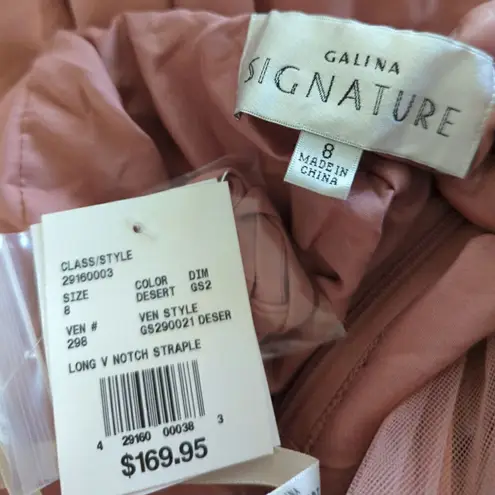 GALINA
SIGNATURE
8
MADE IN
CHINA
CLASS/STYLE
29160003
SIZE COLOR DIM
8 DESERT GS2
VEN # VEN STYLE
298 GS290021 DESER
LONG V NOTCH STRAPLE
4 29160 00038 3
$169.95